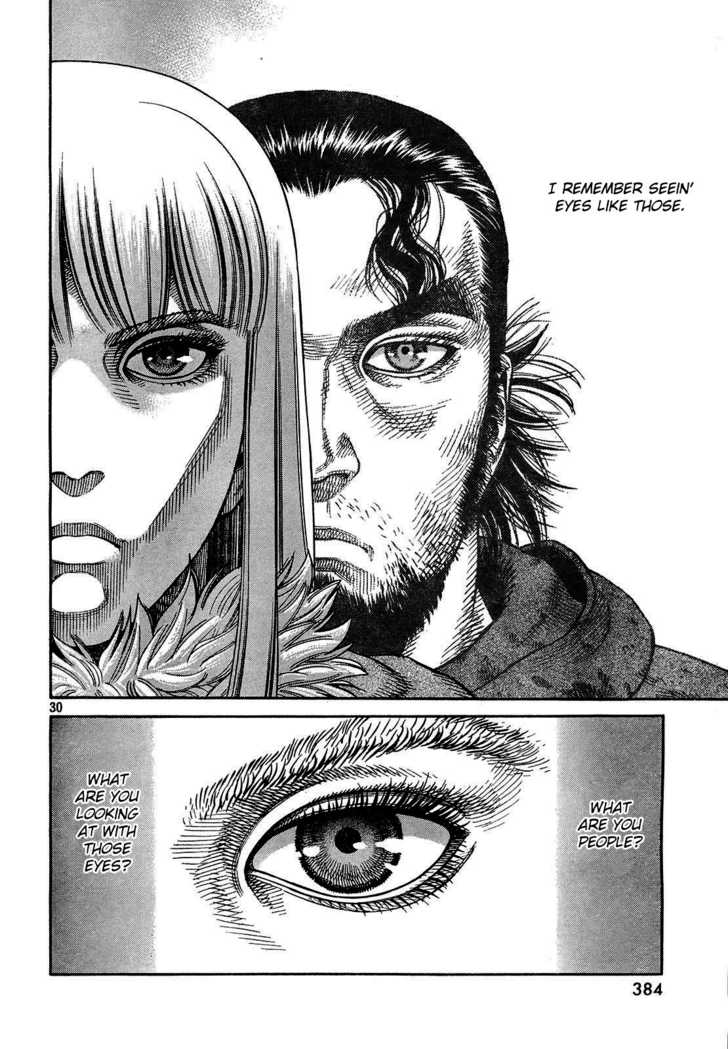 I REMEMBER SEEIN'
EYES LIKE THOSE.
30
WHAT
ARE YOU
PEOPLE?
WHAT
ARE YOU
LOOKING
AT WITH
THOSE
EYES?
384